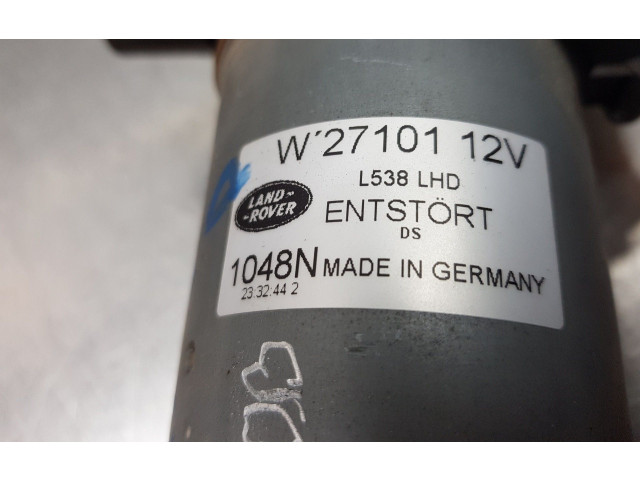 W´27101 12V
L538 LHD
LAND
ROVER
ENTSTÖRT
DS
1048N MADE IN GERMANY
23:32:44 2